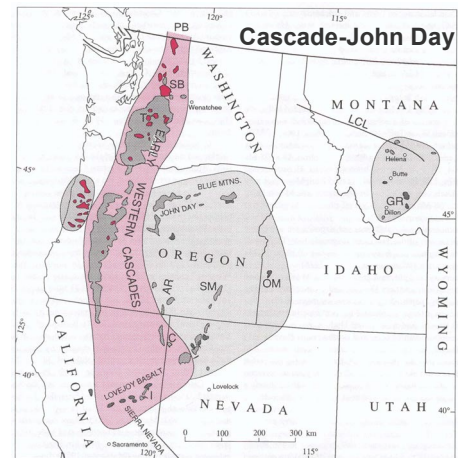 125°
PB
120°
115°
Cascade-John Day
SB
Wenatchee
WASHINGTON
MONTANA
LCL
T
EARLY
Helena
Butte
GR
Dillon
45°
45°
WESTERN CASCADES
BLUE MTNS.
JOHN DAY
OREGON
IDAHO
WYOMING
AR
SM
OM
125°
CALIFORNIA
40°
LOVEJOY BASALT
I
SIERRA NEVADA
Lovelock
NEVADA
UTAH
40°
Sacramento
120°
0 100 200 300 km
115°